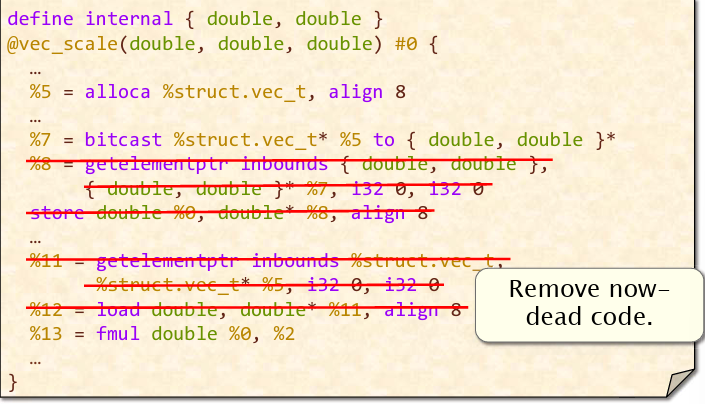 define internal { double, double }
@vec_scale(double, double, double) #0 {
…
%5 = alloca %struct.vec_t, align 8
…
%7 = bitcast %struct.vec_t* %5 to { double, double }*
%8 = getelementptr inbounds { double, double },
{ double, double }* %7, i32 0, i32 0
store double %0, double* %8, align 8
…
%11 = getelementptr inbounds %struct.vec_t,
%struct.vec_t* %5, i32 0, i32 0
%12 = load double, double* %11, align 8
%13 = fmul double %0, %2
…
}
Remove now-
dead code.